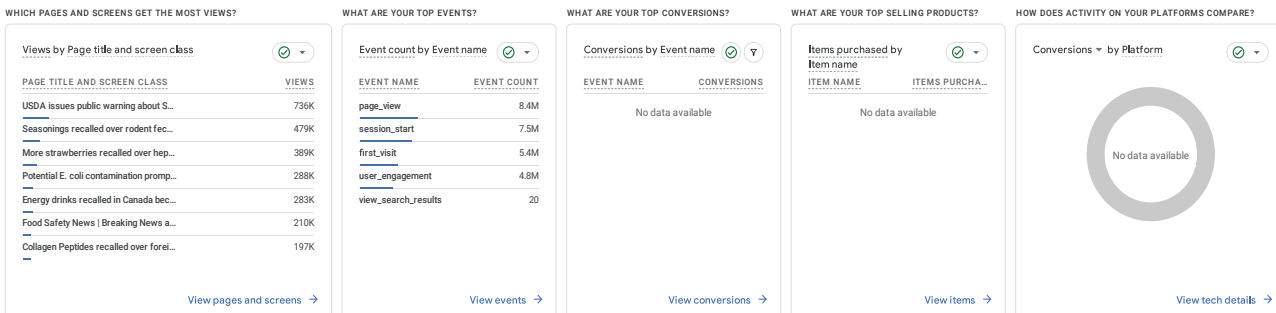 WHICH PAGES AND SCREENS GET THE MOST VIEWS?
Views by Page title and screen class
PAGE TITLE AND SCREEN CLASS VIEWS
USDA issues public warning about S... 736K
Seasonings recalled over rodent fec... 479K
More strawberries recalled over hep... 389K
Potential E. coli contamination promp... 288K
Energy drinks recalled in Canada bec... 283K
Food Safety News | Breaking News a... 210K
Collagen Peptides recalled over forei... 197K
View pages and screens →
WHAT ARE YOUR TOP EVENTS?
Event count by Event name
EVENT NAME EVENT COUNT
page_view 8.4M
session_start 7.5M
first_visit 5.4M
user_engagement 4.8M
view_search_results 20
View events →
WHAT ARE YOUR TOP CONVERSIONS?
Conversions by Event name
EVENT NAME CONVERSIONS
No data available
View conversions →
WHAT ARE YOUR TOP SELLING PRODUCTS?
Items purchased by
Item name
ITEM NAME ITEMS PURCHA...
No data available
View items →
HOW DOES ACTIVITY ON YOUR PLATFORMS COMPARE?
Conversions by Platform
No data available
View tech details →